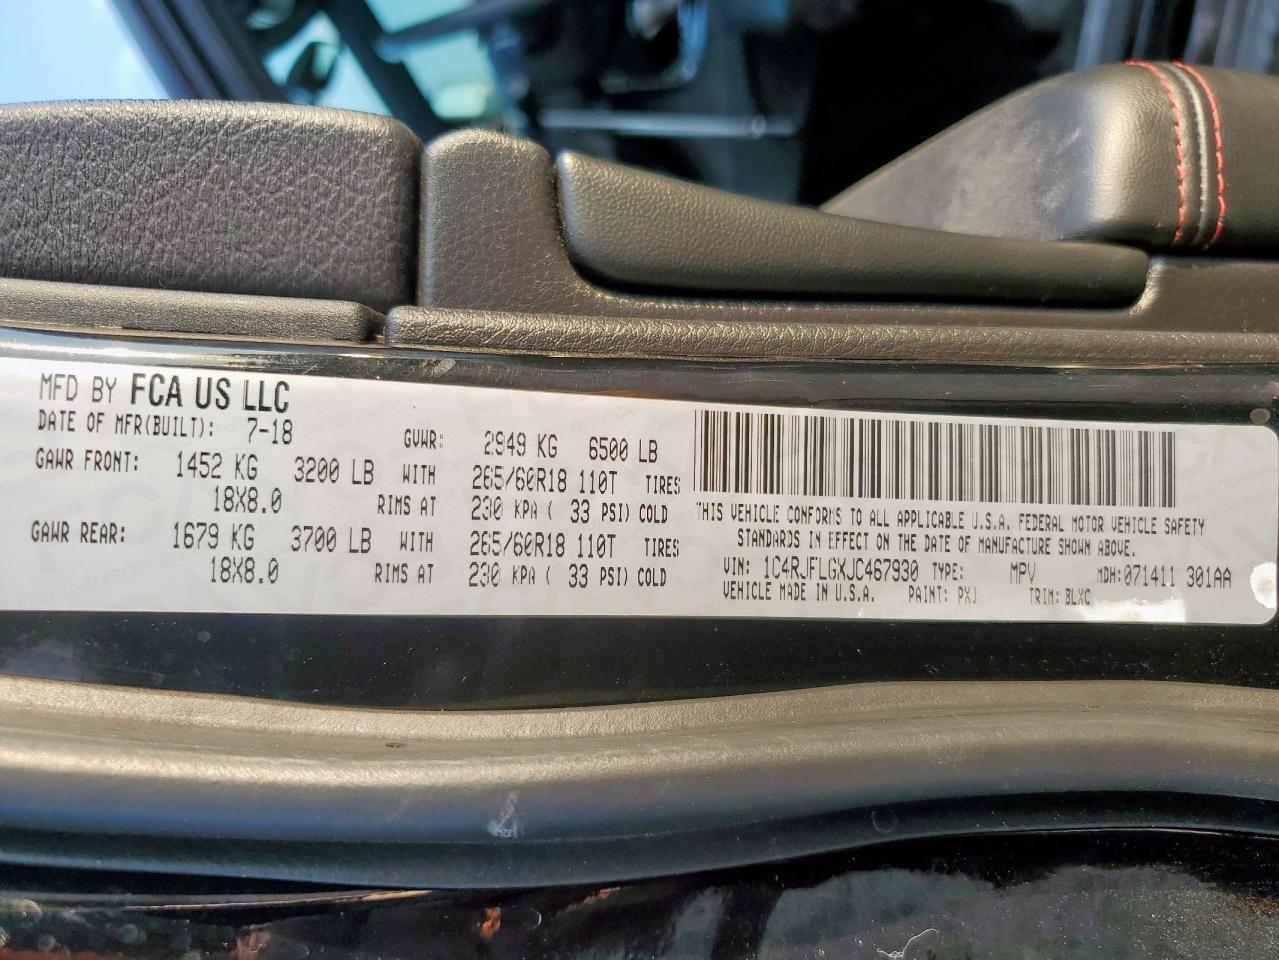 MFD BY FCA US LLC
DATE OF MFR(BUILT): 7-18 GVWR: 2949 KG 6500 LB
GAWR FRONT: 1452 KG 3200 LB WITH 265/60R18 110T TIRES
18X8.0 RIMS AT 230 KPA ( 33 PSI) COLD
GAWR REAR: 1679 KG 3700 LB WITH 265/60R18 110T TIRES
18X8.0 RIMS AT 230 KPA ( 33 PSI) COLD
THIS VEHICLE CONFORMS TO ALL APPLICABLE U.S.A. FEDERAL MOTOR VEHICLE SAFETY
STANDARDS IN EFFECT ON THE DATE OF MANUFACTURE SHOWN ABOVE.
VIN: 1C4RJFLGXJC467930 TYPE: MPV MDH:071411 301AA
VEHICLE MADE IN U.S.A. PAINT: PXJ TRIM: BLXC